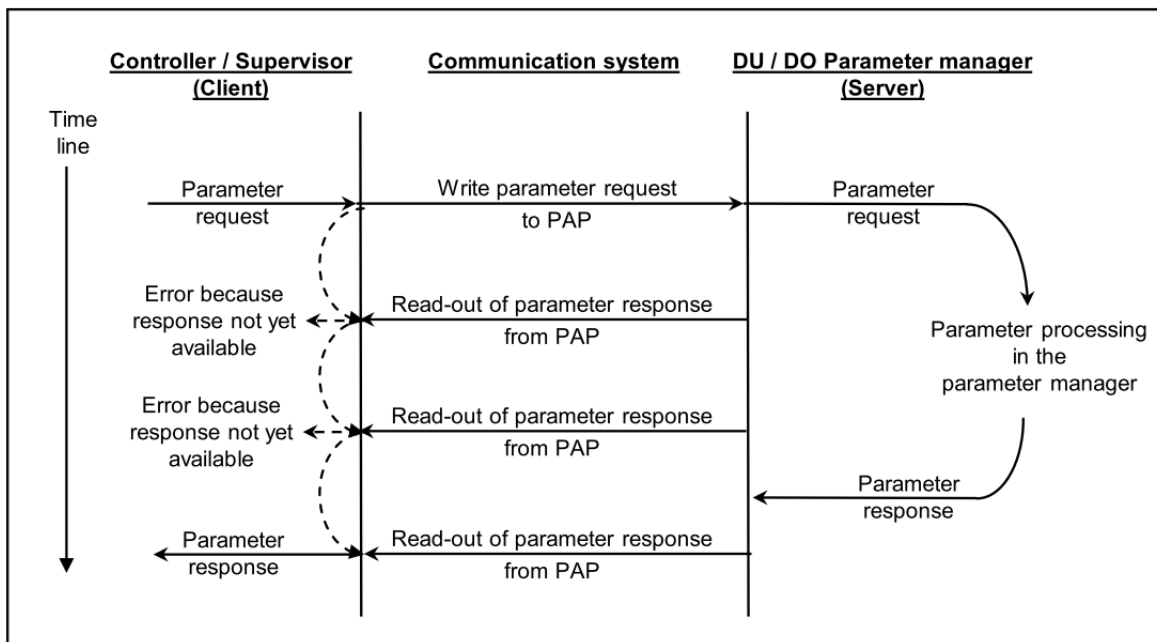 Controller / Supervisor
(Client)
Communication system
DU / DO Parameter manager
(Server)
Time
line
Parameter
request
Write parameter request
to PAP
Parameter
request
Error because
response not yet
available
Read-out of parameter response
from PAP
Parameter processing
in the
parameter manager
Error because
response not yet
available
Read-out of parameter response
from PAP
Parameter
response
Parameter
response
Read-out of parameter response
from PAP